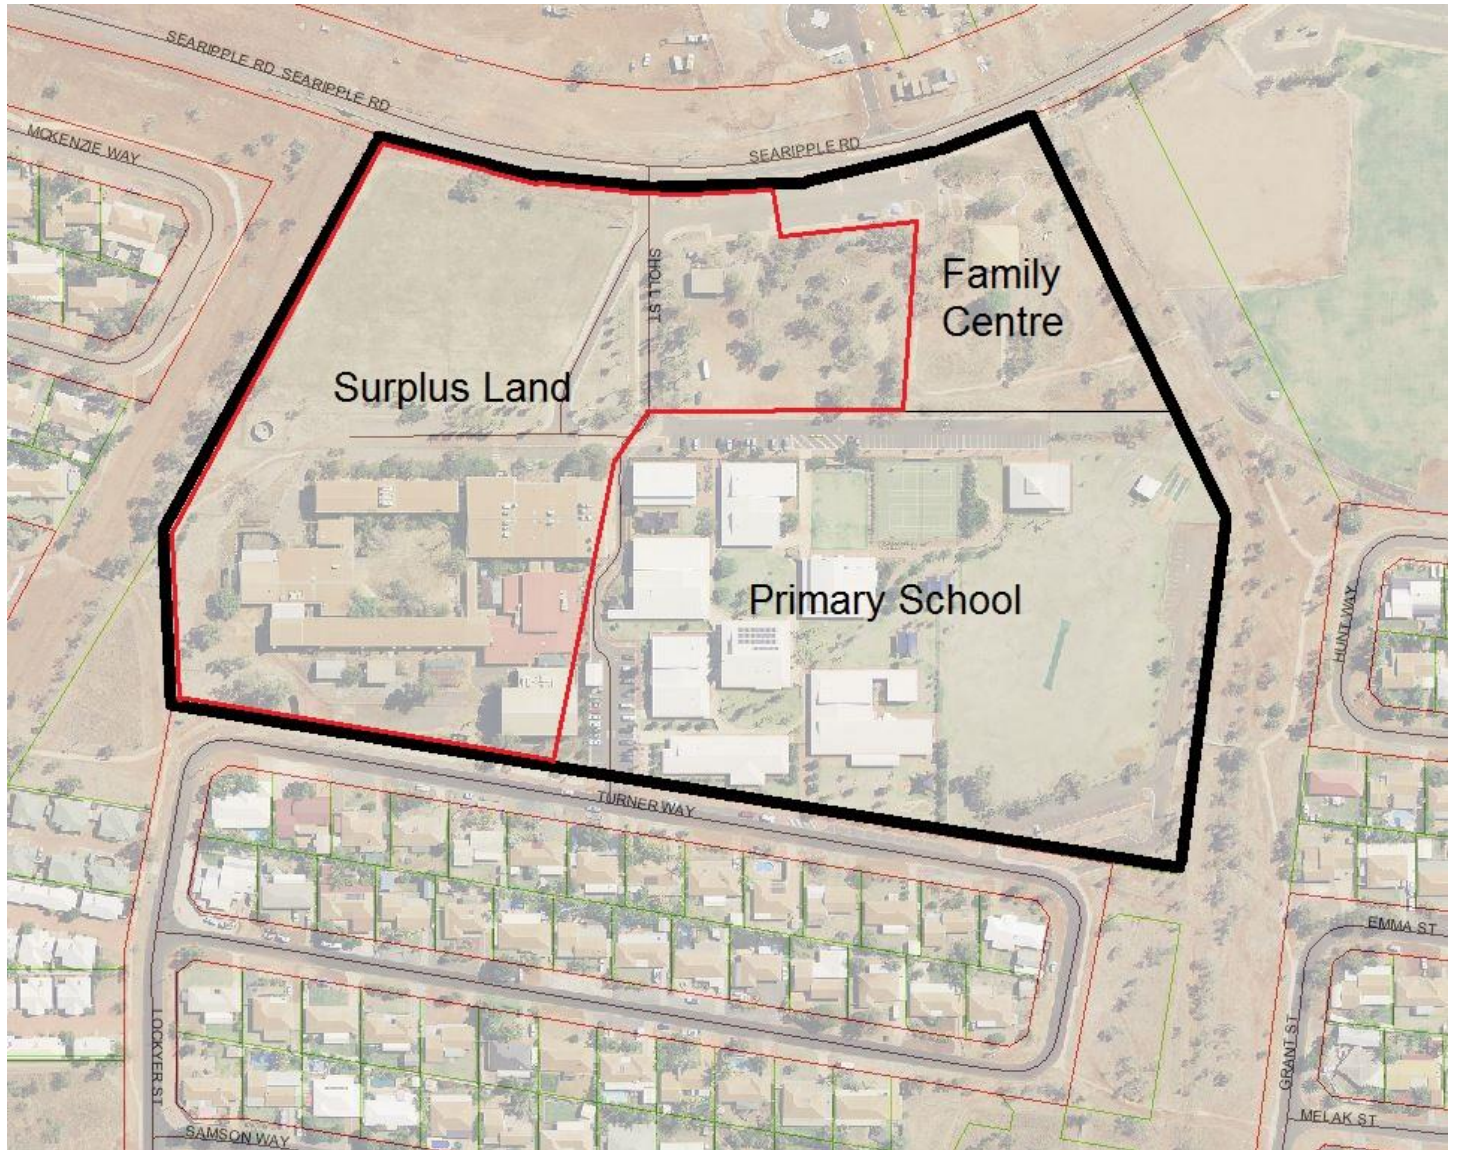 SEARIPPLE RD SEARIPPLE RD
MCKENZIE WAY
SEARIPPLE RD
SHOLL ST
Family
Centre
Surplus Land
Primary School
HUNT WAY
TURNER WAY
EMMA ST
LOCKYER ST
GRANT ST
MELAK ST
SAMSON WAY